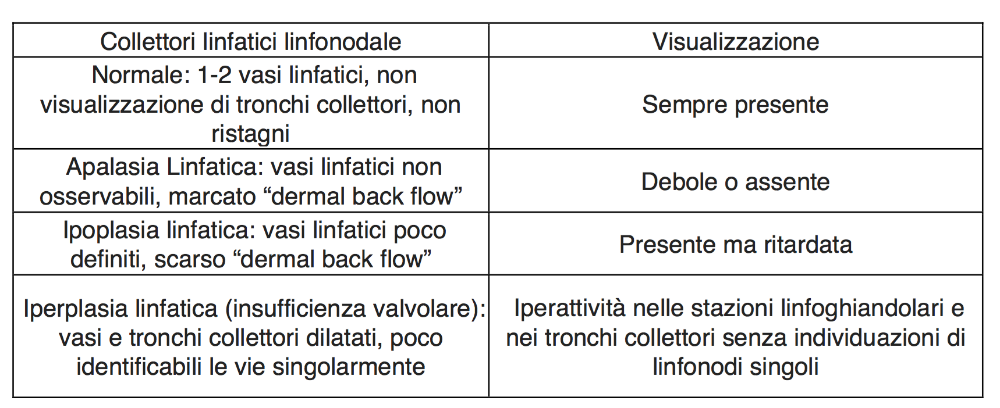 Collettori linfatici linfonodale
Visualizzazione
Normale: 1-2 vasi linfatici, non
visualizzazione di tronchi collettori, non
ristagni
Sempre presente
Apalasia Linfatica: vasi linfatici non
osservabili, marcato “dermal back flow”
Debole o assente
Ipoplasia linfatica: vasi linfatici poco
definiti, scarso “dermal back flow”
Presente ma ritardata
Iperplasia linfatica (insufficienza valvolare):
vasi e tronchi collettori dilatati, poco
identificabili le vie singolarmente
Iperattività nelle stazioni linfoghiandolari e
nei tronchi collettori senza individuazioni di
linfonodi singoli